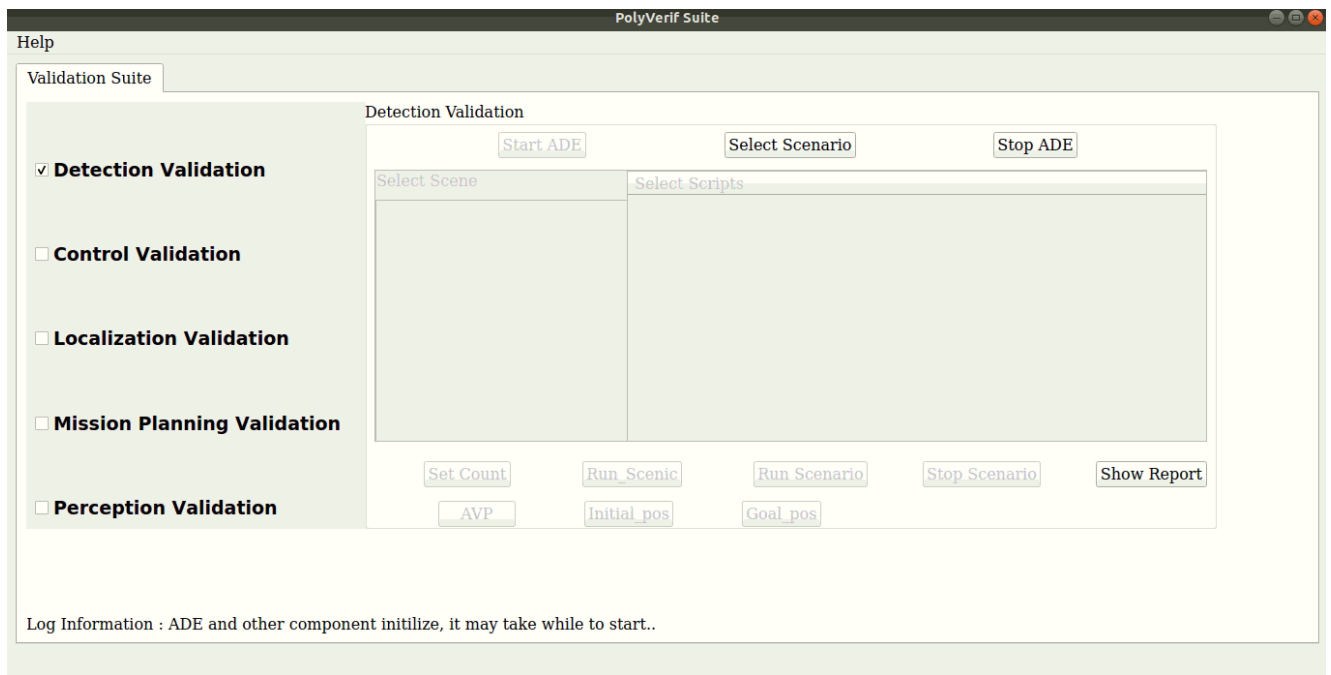 PolyVerif Suite
Help
Validation Suite
Detection Validation
Start ADE Select Scenario Stop ADE
Detection Validation
Select Scene Select Scripts
Control Validation
Localization Validation
Mission Planning Validation
Set Count Run_Scenic Run Scenario Stop Scenario Show Report
Perception Validation
AVP Initial_pos Goal_pos
Log Information : ADE and other component initilize, it may take while to start..